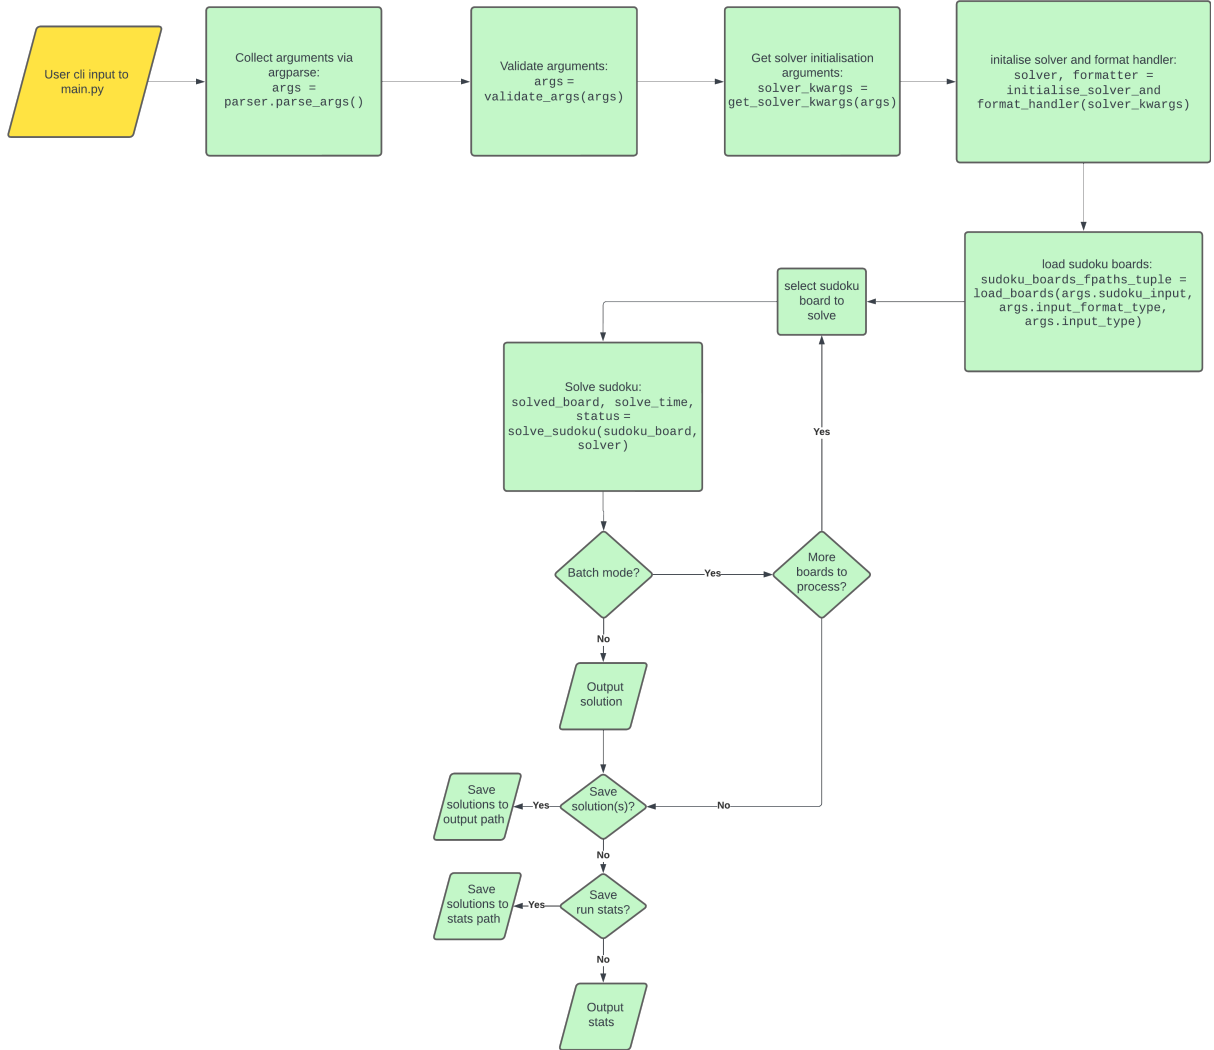 User cli input to
main.py
Collect arguments via
argparse:
args =
parser.parse_args()
Validate arguments:
args =
validate_args(args)
Get solver initialisation
arguments:
solver_kwargs =
get_solver_kwargs(args)
initalise solver and format handler:
solver, formatter =
initialise_solver_and
format_handler(solver_kwargs)
load sudoku boards:
sudoku_boards_fpaths_tuple =
load_boards(args.sudoku_input,
args.input_format_type,
args.input_type)
select sudoku
board to
solve
Solve sudoku:
solved_board, solve_time,
status =
solve_sudoku(sudoku_board,
solver)
Yes
Batch mode?
Yes
More
boards to
process?
No
Output
solution
Save
solution(s)?
No
Yes
Save
solutions to
output path
No
Save
run stats?
Yes
Save
solutions to
stats path
No
Output
stats